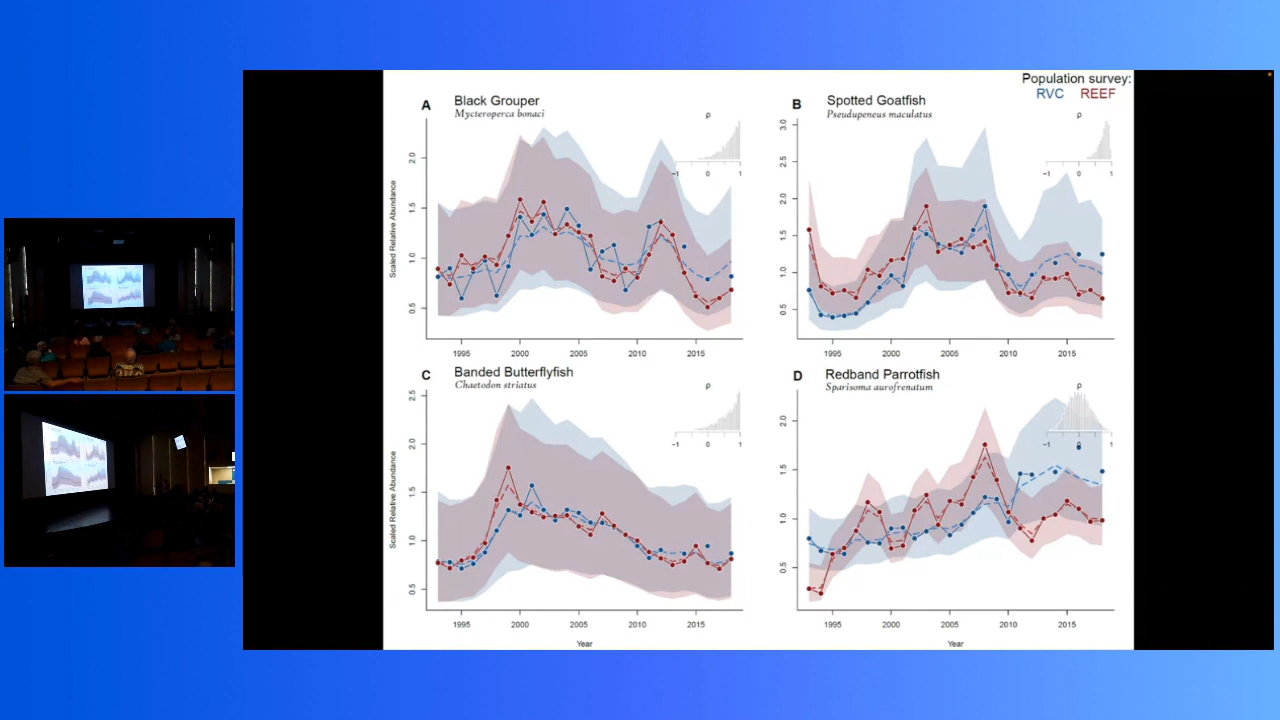 Population survey:
RVC REEF
A Black Grouper
Mycteroperca bonaci
ρ
−1 0 1
Scaled Relative Abundance
2.0
1.5
1.0
0.5
1995 2000 2005 2010 2015
B Spotted Goatfish
Pseudupeneus maculatus
ρ
−1 0 1
3.0
2.5
2.0
1.5
1.0
0.5
1995 2000 2005 2010 2015
C Banded Butterflyfish
Chaetodon striatus
ρ
−1 0 1
Scaled Relative Abundance
2.5
2.0
1.5
1.0
0.5
1995 2000 2005 2010 2015
Year
D Redband Parrotfish
Sparisoma aurofrenatum
ρ
−1 0 1
2.0
1.5
1.0
0.5
1995 2000 2005 2010 2015
Year